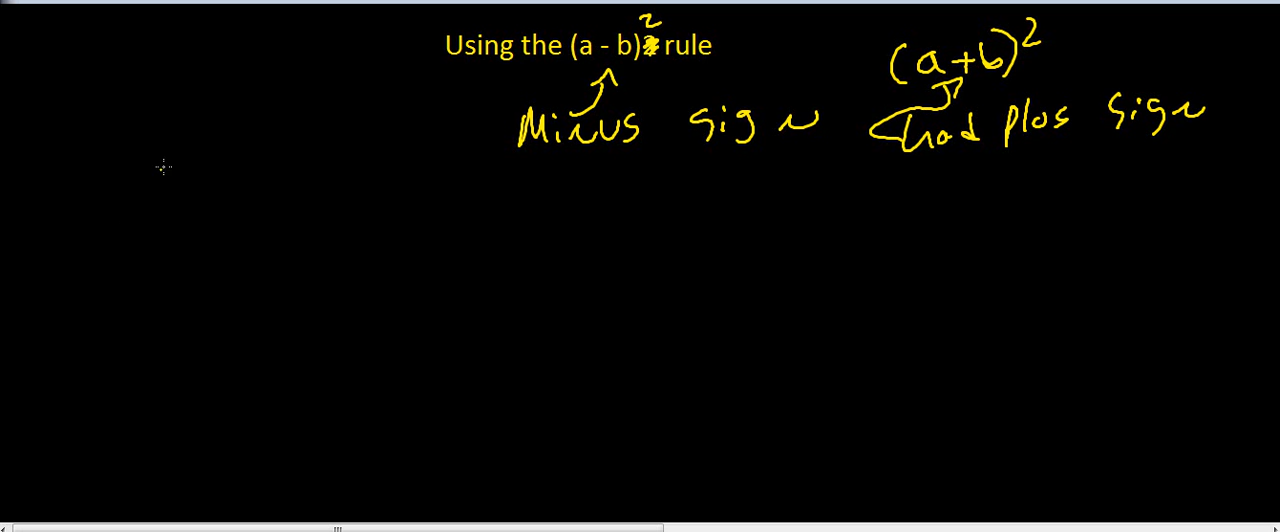 Using the (a - b)² rule
(a+b)²
Minus sign had plus sign